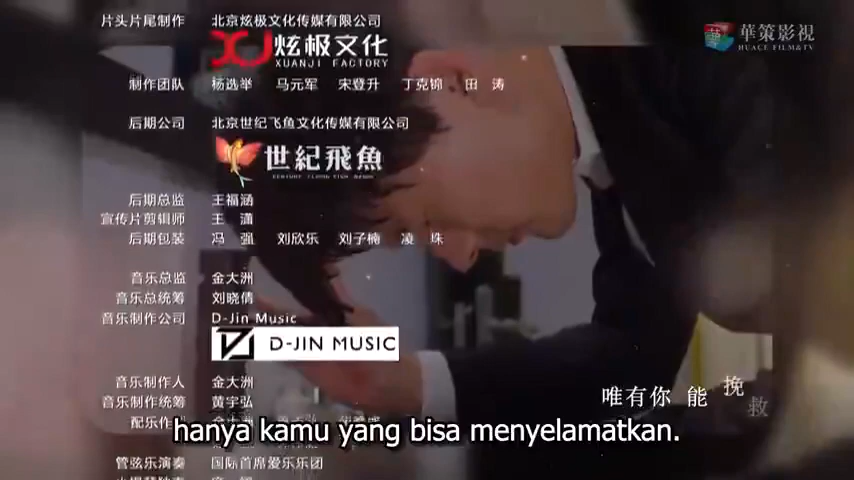 片头片尾制作 北京炫极文化传媒有限公司
XJ 炫极文化
XUANJI FACTORY
華策影視
HUACE FILM&TV
制作团队 杨选举 马元军 宋登升 丁克锦 田 涛
后期公司 北京世纪飞鱼文化传媒有限公司
世紀飛魚
后期总监 王福涵
宣传片剪辑师 王 潇
后期包装 冯 强 刘欣乐 刘子楠 凌 珠
音乐总监 金大洲
音乐总统筹 刘晓倩
音乐制作公司 D-Jin Music
D-JIN MUSIC
音乐制作人 金大洲
音乐制作统筹 黄宇弘
唯有你 能 挽救
配乐作
hanya kamu yang bisa menyelamatkan.
管弦乐演奏 国际首席爱乐乐团